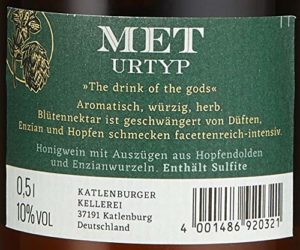 MET
URTYP
»The drink of the gods«
Aromatisch, würzig, herb.
Blütennektar ist geschwängert von Düften,
Enzian und Hopfen schmecken facettenreich-intensiv.
Honigwein mit Auszügen aus Hopfendolden
und Enzianwurzeln. Enthält Sulfite
0,5 l
10% VOL
KATLENBURGER
KELLEREI
37191 Katlenburg
Deutschland
4 001486 920321